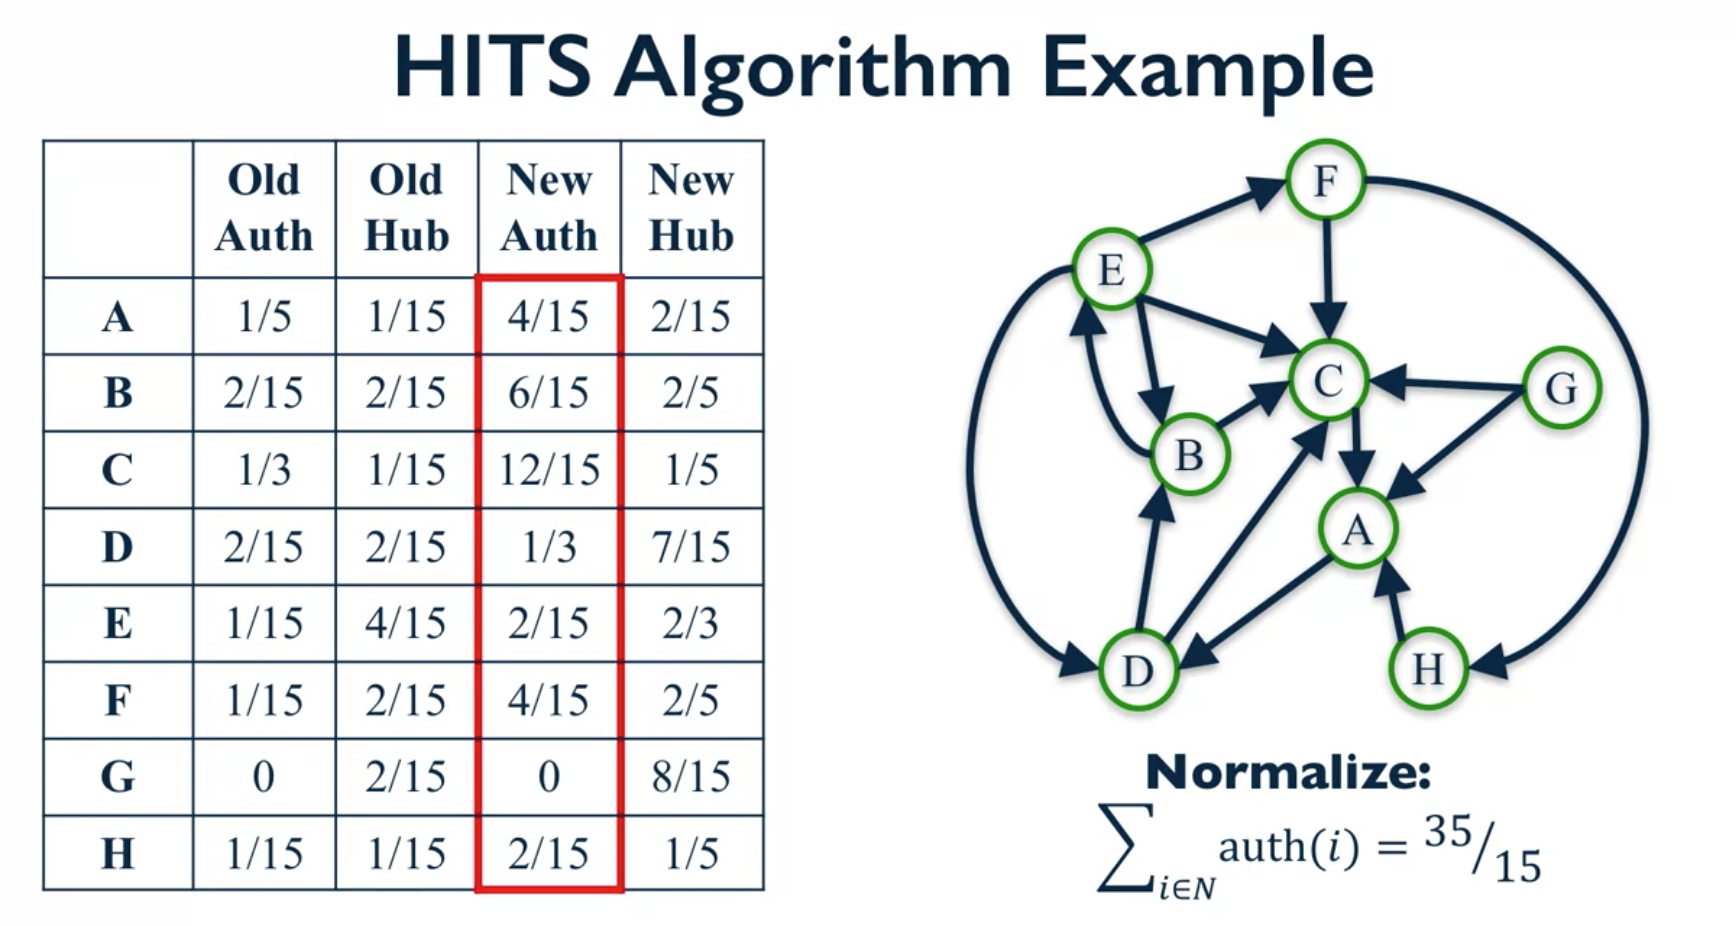 HITS Algorithm Example
Old Auth Old Hub New Auth New Hub
A 1/5 1/15 4/15 2/15
B 2/15 2/15 6/15 2/5
C 1/3 1/15 12/15 1/5
D 2/15 2/15 1/3 7/15
E 1/15 4/15 2/15 2/3
F 1/15 2/15 4/15 2/5
G 0 2/15 0 8/15
H 1/15 1/15 2/15 1/5
F
E
C
G
B
A
D
H
Normalize:
∑i∈N auth(i) = 35/15